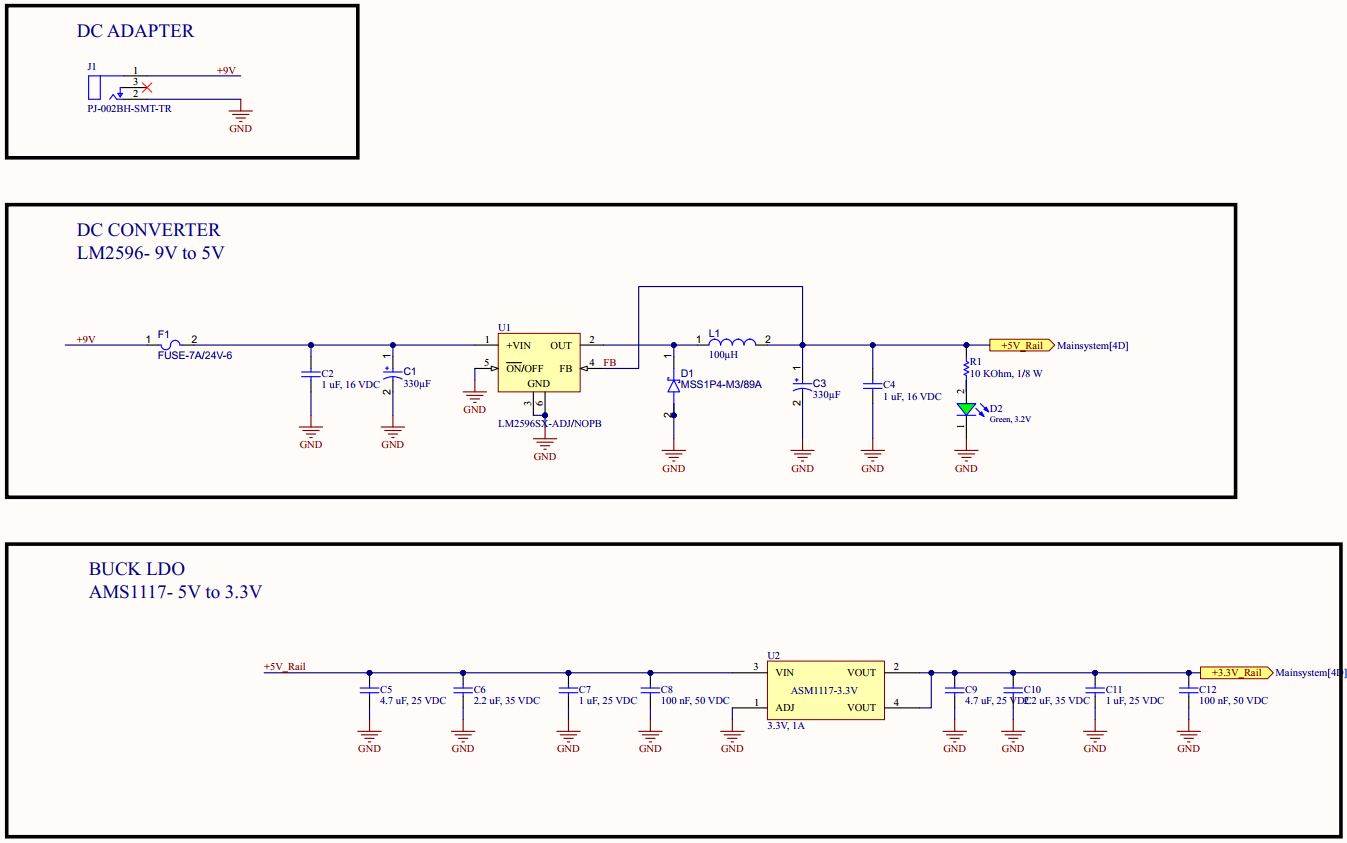 DC ADAPTER
J1
1
+9V
3
2
PJ-002BH-SMT-TR
GND
DC CONVERTER
LM2596- 9V to 5V
+9V
1
F1
2
FUSE-7A/24V-6
C2
1 uF, 16 VDC
GND
1
C1
330µF
2
GND
U1
1
+VIN
OUT
2
5
ON/OFF
FB
4
FB
GND
3
6
GND
LM2596SX-ADJ/NOPB
GND
1
D1
MSS1P4-M3/89A
2
GND
1
L1
2
100µH
1
C3
330µF
2
GND
C4
1 uF, 16 VDC
GND
+5V_Rail
Mainsystem[4D]
R1
10 KOhm, 1/8 W
2
D2
Green, 3.2V
1
GND
BUCK LDO
AMS1117- 5V to 3.3V
+5V_Rail
C5
4.7 uF, 25 VDC
GND
C6
2.2 uF, 35 VDC
GND
C7
1 uF, 25 VDC
GND
C8
100 nF, 50 VDC
GND
U2
3
VIN
VOUT
2
ASM1117-3.3V
1
ADJ
VOUT
4
3.3V, 1A
GND
C9
4.7 uF, 25 VDC
GND
C10
2.2 uF, 35 VDC
GND
C11
1 uF, 25 VDC
GND
C12
100 nF, 50 VDC
GND
+3.3V_Rail
Mainsystem[4D]